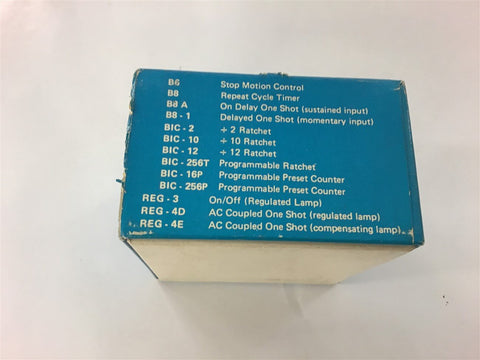 B6 Stop Motion Control
B8 Repeat Cycle Timer
B8 A On Delay One Shot (sustained input)
B8 - 1 Delayed One Shot (momentary input)
BIC - 2 ÷ 2 Ratchet
BIC - 10 ÷ 10 Ratchet
BIC - 12 ÷ 12 Ratchet
BIC - 256T Programmable Ratchet
BIC - 16P Programmable Preset Counter
BIC - 256P Programmable Preset Counter
REG - 3 On/Off (Regulated Lamp)
REG - 4D AC Coupled One Shot (regulated lamp)
REG - 4E AC Coupled One Shot (compensating lamp)